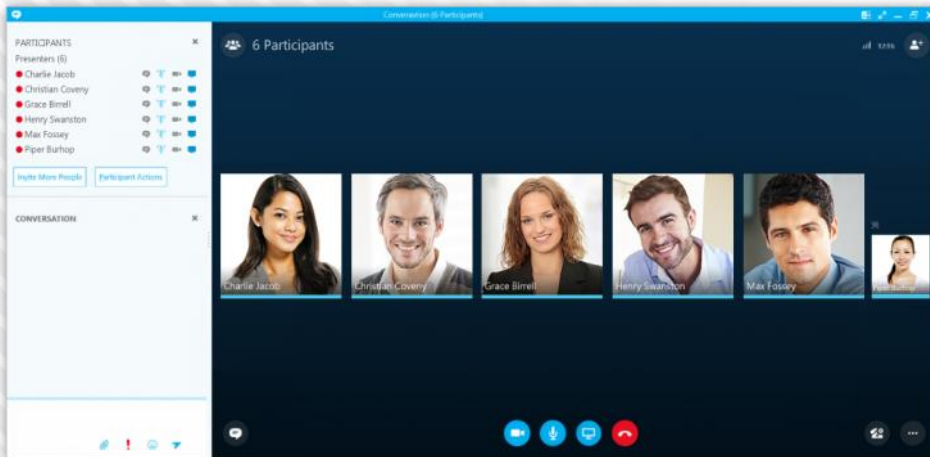 Conversation (6 Participants)
PARTICIPANTS
Presenters (6)
Charlie Jacob
Christian Coveny
Grace Birrell
Henry Swanston
Max Fossey
Piper Burhop
Invite More People
Participant Actions
CONVERSATION
6 Participants
Charlie Jacob
Christian Coveny
Grace Birrell
Henry Swanston
Max Fossey